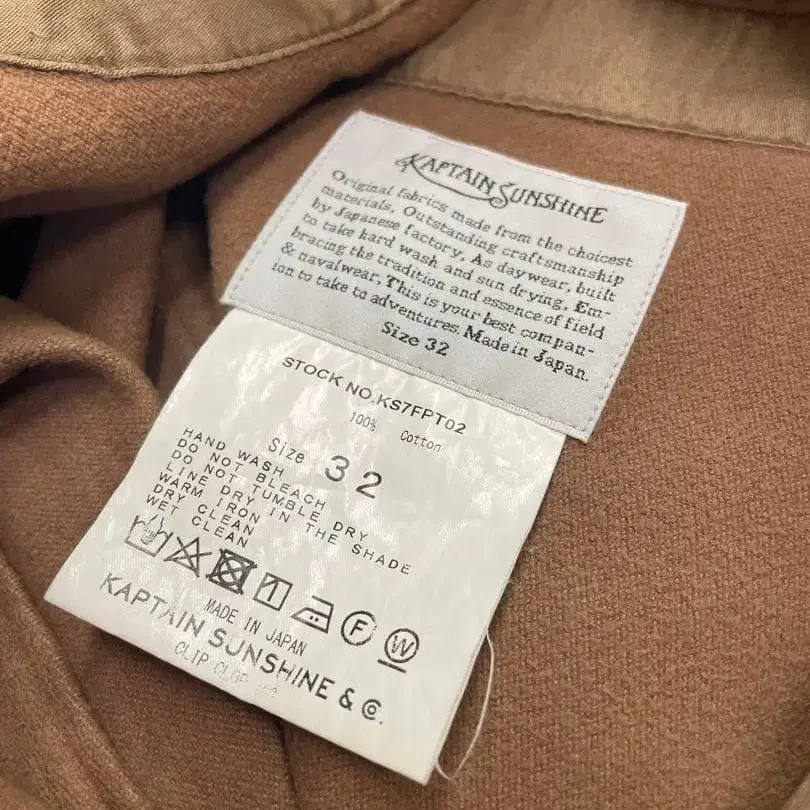 KAPTAIN SUNSHINE
Original fabrics made from the choicest
materials. Outstanding craftsmanship
by Japanese factory. As daywear, built
to take hard wash and sun drying. Em-
bracing the tradition and essence of field
& navalwear, This is your best compan-
ion to take to adventures. Made in Japan.
Size 32
STOCK NO.KS7FPT02
100% Cotton
Size 32
HAND WASH
DO NOT BLEACH
DO NOT TUMBLE DRY
LINE DRY IN THE SHADE
WARM IRON
DRY CLEAN
WET CLEAN
F W
MADE IN JAPAN
KAPTAIN SUNSHINE & Co.
CLIP CLOP